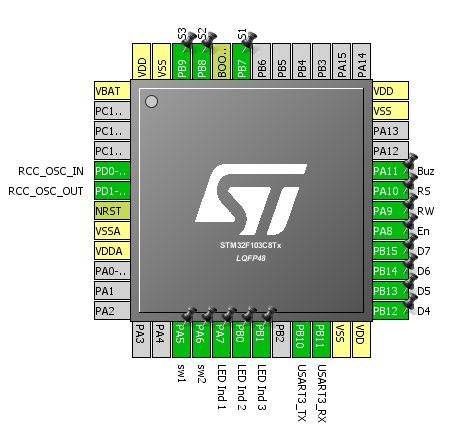 S3
S2
S1
VDD
VSS
PB9
PB8
BOO..
PB7
PB6
PB5
PB4
PB3
PA15
PA14
VBAT
PC1..
PC1..
PC1..
RCC_OSC_IN PD0-..
RCC_OSC_OUT PD1-..
NRST
VSSA
VDDA
PA0-..
PA1
PA2
ST
STM32F103C8Tx
LQFP48
VDD
VSS
PA13
PA12
PA11 Buz
PA10 RS
PA9 RW
PA8 En
PB15 D7
PB14 D6
PB13 D5
PB12 D4
PA3
PA4
PA5
PA6
PA7
PB0
PB1
PB2
PB10
PB11
VSS
VDD
sw1
sw2
LED Ind 1
LED Ind 2
LED Ind 3
USART3_TX
USART3_RX